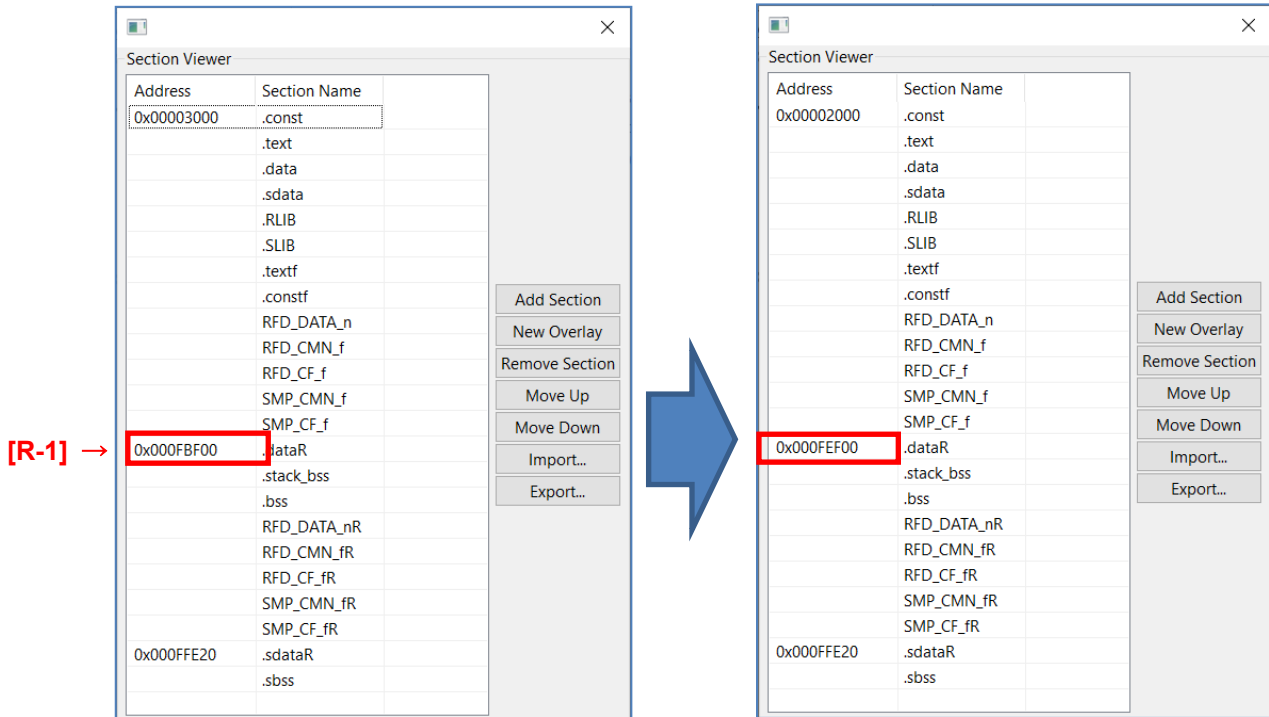 Section Viewer
Address Section Name
0x00003000 .const
.text
.data
.sdata
.RLIB
.SLIB
.textf
.constf
RFD_DATA_n
RFD_CMN_f
RFD_CF_f
SMP_CMN_f
SMP_CF_f
[R-1] → 0x000FBF00 .dataR
.stack_bss
.bss
RFD_DATA_nR
RFD_CMN_fR
RFD_CF_fR
SMP_CMN_fR
SMP_CF_fR
0x000FFE20 .sdataR
.sbss
Add Section
New Overlay
Remove Section
Move Up
Move Down
Import...
Export...
Section Viewer
Address Section Name
0x00002000 .const
.text
.data
.sdata
.RLIB
.SLIB
.textf
.constf
RFD_DATA_n
RFD_CMN_f
RFD_CF_f
SMP_CMN_f
SMP_CF_f
0x000FEF00 .dataR
.stack_bss
.bss
RFD_DATA_nR
RFD_CMN_fR
RFD_CF_fR
SMP_CMN_fR
SMP_CF_fR
0x000FFE20 .sdataR
.sbss
Add Section
New Overlay
Remove Section
Move Up
Move Down
Import...
Export...